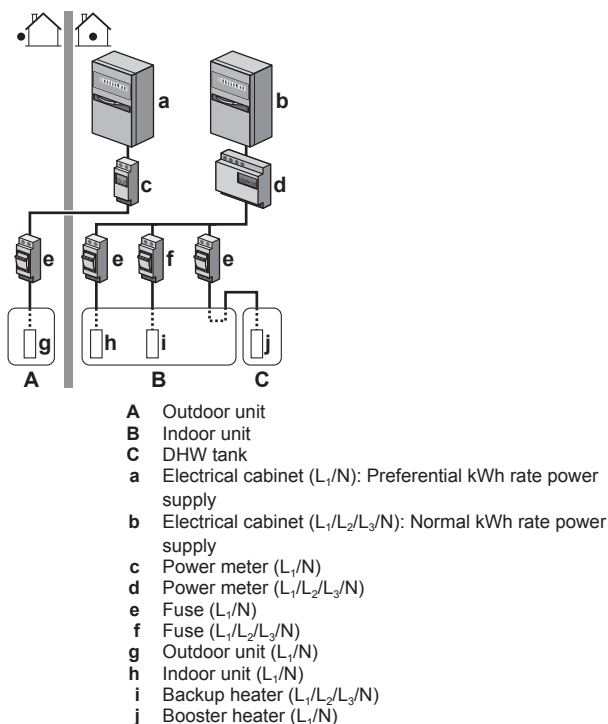 a
b
c
d
e
e
f
e
g
h
i
j
A
B
C
A Outdoor unit
B Indoor unit
C DHW tank
a Electrical cabinet (L₁/N): Preferential kWh rate power
supply
b Electrical cabinet (L₁/L₂/L₃/N): Normal kWh rate power
supply
c Power meter (L₁/N)
d Power meter (L₁/L₂/L₃/N)
e Fuse (L₁/N)
f Fuse (L₁/L₂/L₃/N)
g Outdoor unit (L₁/N)
h Indoor unit (L₁/N)
i Backup heater (L₁/L₂/L₃/N)
j Booster heater (L₁/N)